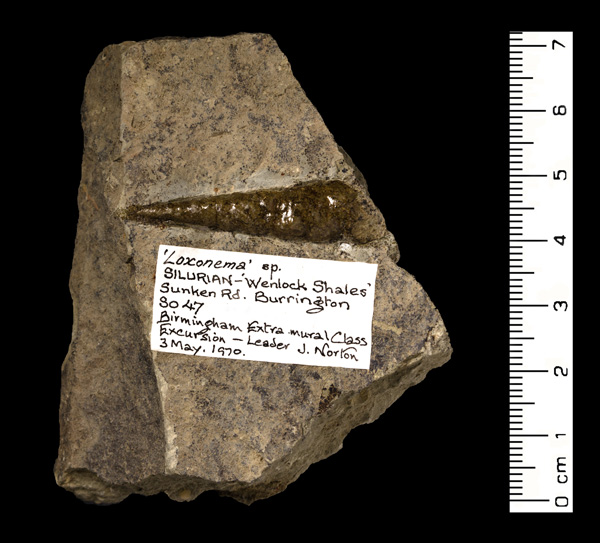 'Loxonema' sp.
SILURIAN-'Wenlock Shales'
Sunken Rd. Burrington
SO 47
Birmingham Extra mural Class
Excursion - Leader J. Norton
3 May. 1970.
7
6
5
4
3
2
1
0 cm